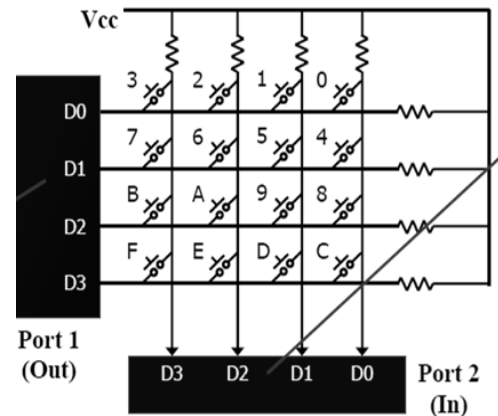 Vcc
3 2 1 0
D0
7 6 5 4
D1
B A 9 8
D2
F E D C
D3
Port 1
(Out)
D3 D2 D1 D0
Port 2
(In)